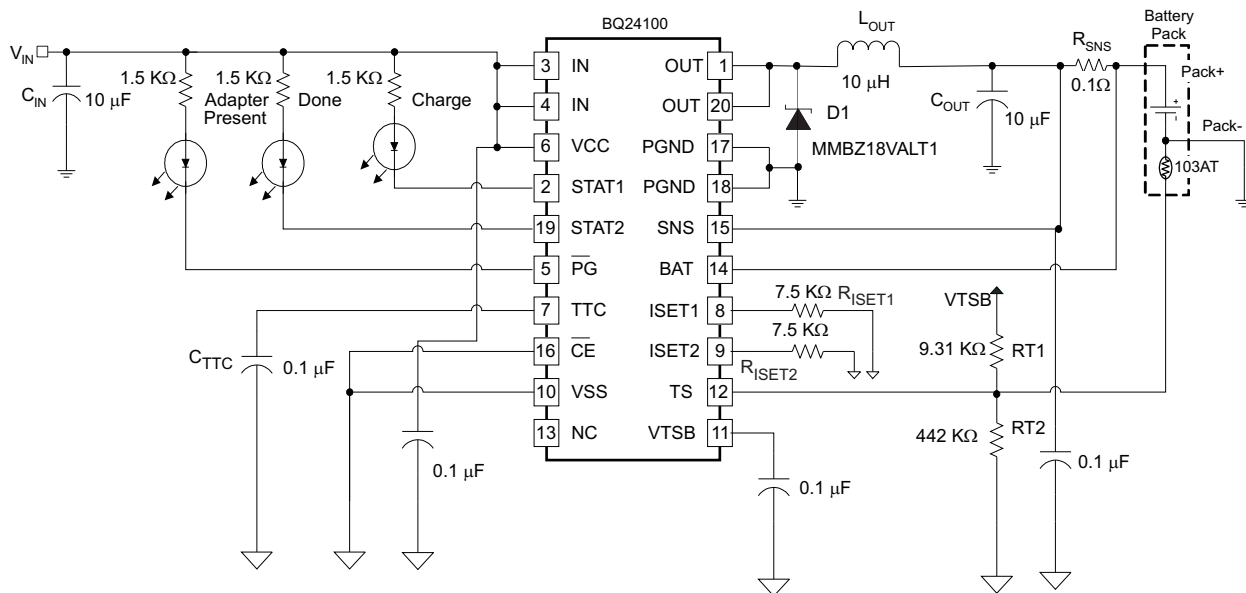 BQ24100
V_IN
C_IN
10 μF
1.5 KΩ
Adapter
Present
1.5 KΩ
Done
1.5 KΩ
Charge
3 IN
4 IN
6 VCC
2 STAT1
19 STAT2
5 P̅G̅
7 TTC
16 C̅E̅
10 VSS
13 NC
OUT 1
OUT 20
PGND 17
PGND 18
SNS 15
BAT 14
ISET1 8
ISET2 9
TS 12
VTSB 11
C_TTC
0.1 μF
0.1 μF
L_OUT
10 μH
D1
MMBZ18VALT1
C_OUT
10 μF
R_SNS
0.1Ω
Battery
Pack
Pack+
+
-
Pack-
103AT
7.5 KΩ
R_ISET1
7.5 KΩ
R_ISET2
VTSB
9.31 KΩ
RT1
442 KΩ
RT2
0.1 μF
0.1 μF